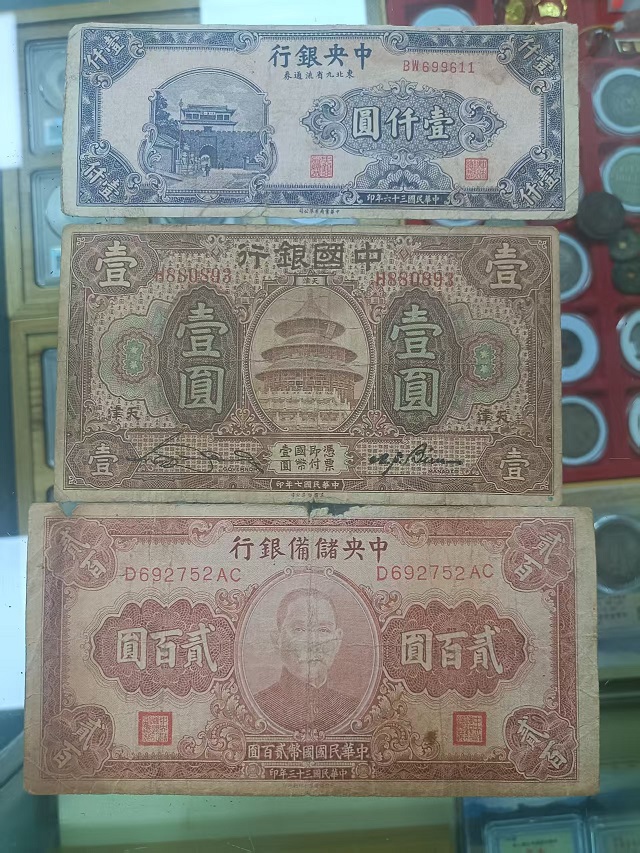 行銀央中
券通流省九北東
BW699611
壹仟
壹仟
圓仟壹
壹仟
壹仟
印年六十三國民華中
行銀國中
壹
壹
H880893
H880893
津天
壹圓
壹圓
津天
津天
憑票即付國幣壹圓
壹
壹
印年七國民華中
行銀備儲央中
D692752AC
D692752AC
貳百
貳百
圓百貳
圓百貳
貳百
貳百
圓百貳幣國國民華中
印年三十三國民華中